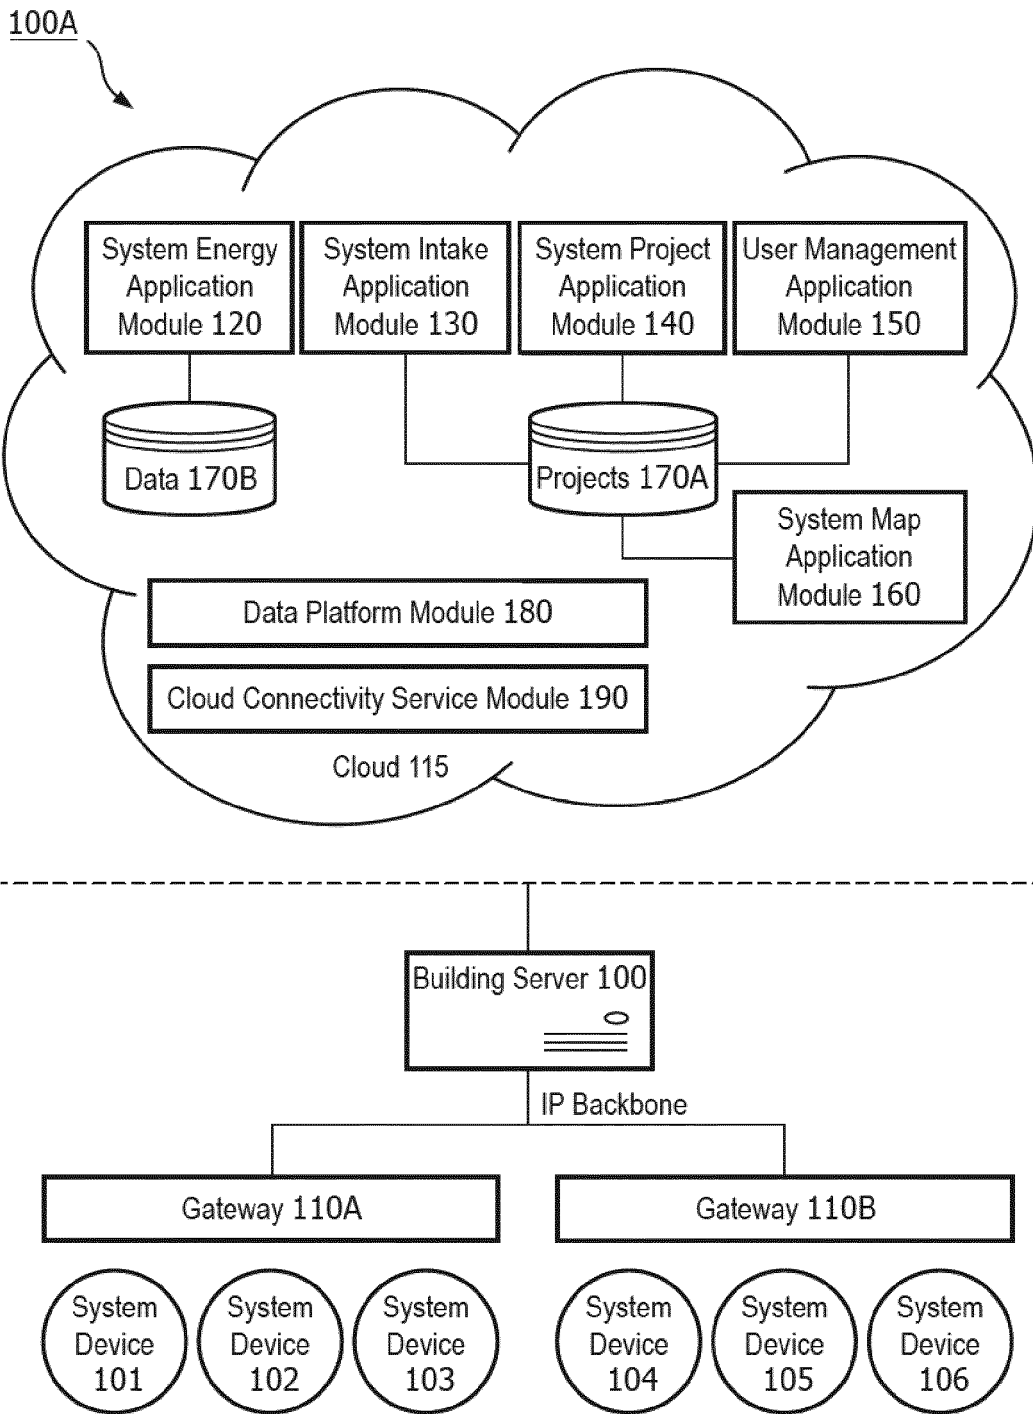 100A
System Energy
Application
Module 120
System Intake
Application
Module 130
System Project
Application
Module 140
User Management
Application
Module 150
Data 170B
Projects 170A
System Map
Application
Module 160
Data Platform Module 180
Cloud Connectivity Service Module 190
Cloud 115
Building Server 100
IP Backbone
Gateway 110A
Gateway 110B
System
Device
101
System
Device
102
System
Device
103
System
Device
104
System
Device
105
System
Device
106